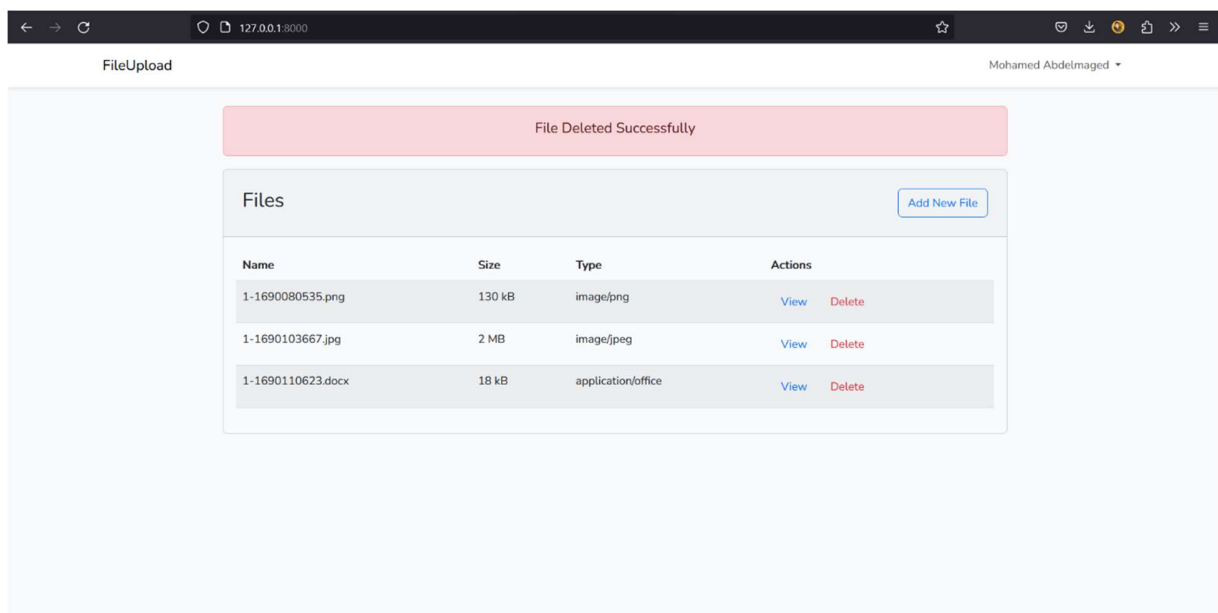 127.0.0.1:8000
FileUpload Mohamed Abdelmaged
File Deleted Successfully
Files Add New File
Name Size Type Actions
1-1690080535.png 130 kB image/png View Delete
1-1690103667.jpg 2 MB image/jpeg View Delete
1-1690110623.docx 18 kB application/office View Delete